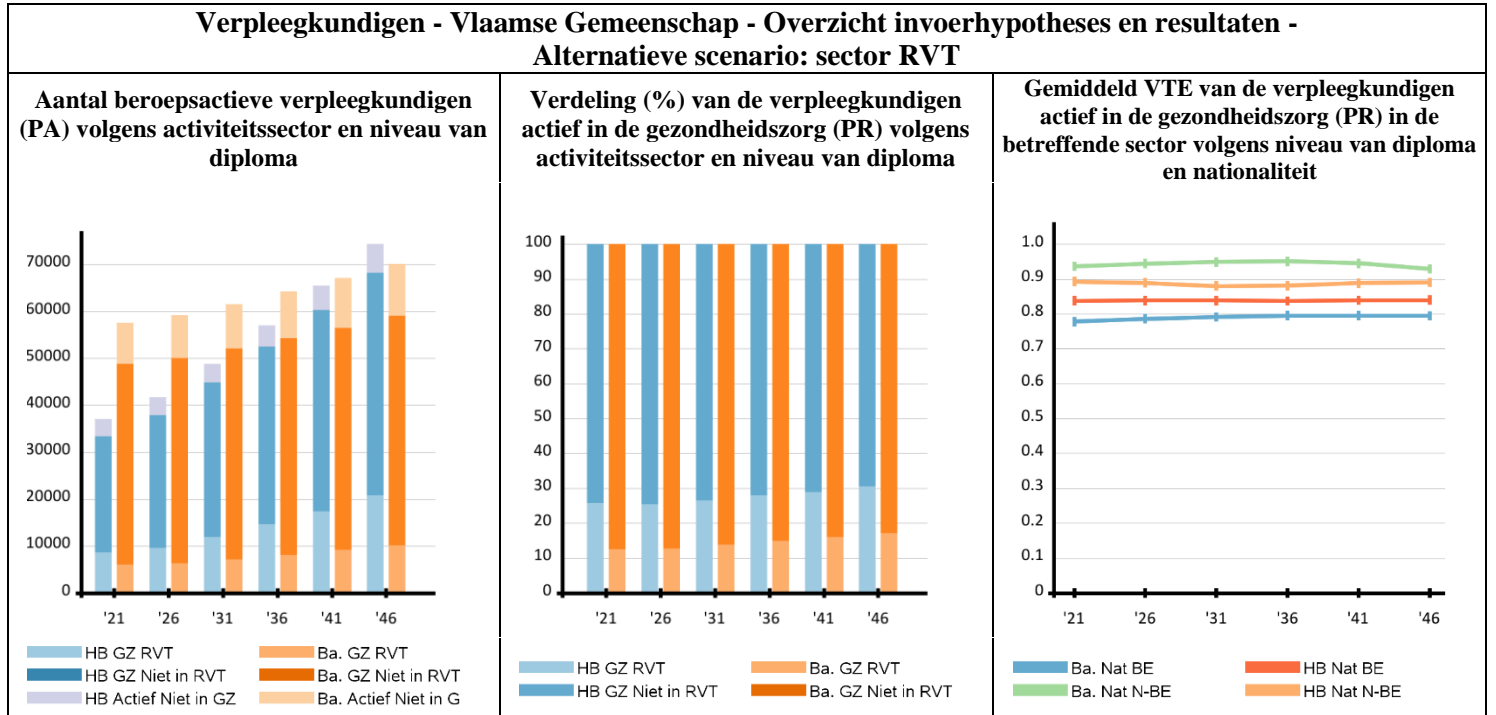 Verpleegkundigen - Vlaamse Gemeenschap - Overzicht invoerhypotheses en resultaten -
Alternatieve scenario: sector RVT
Aantal beroepsactieve verpleegkundigen
(PA) volgens activiteitssector en niveau van
diploma
70000
60000
50000
40000
30000
20000
10000
0
'21 '26 '31 '36 '41 '46
HB GZ RVT Ba. GZ RVT
HB GZ Niet in RVT Ba. GZ Niet in RVT
HB Actief Niet in GZ Ba. Actief Niet in G
Verdeling (%) van de verpleegkundigen
actief in de gezondheidszorg (PR) volgens
activiteitssector en niveau van diploma
100
90
80
70
60
50
40
30
20
10
0
'21 '26 '31 '36 '41 '46
HB GZ RVT Ba. GZ RVT
HB GZ Niet in RVT Ba. GZ Niet in RVT
Gemiddeld VTE van de verpleegkundigen
actief in de gezondheidszorg (PR) in de
betreffende sector volgens niveau van diploma
en nationaliteit
1.0
0.9
0.8
0.7
0.6
0.5
0.4
0.3
0.2
0.1
0
'21 '26 '31 '36 '41 '46
Ba. Nat BE HB Nat BE
Ba. Nat N-BE HB Nat N-BE